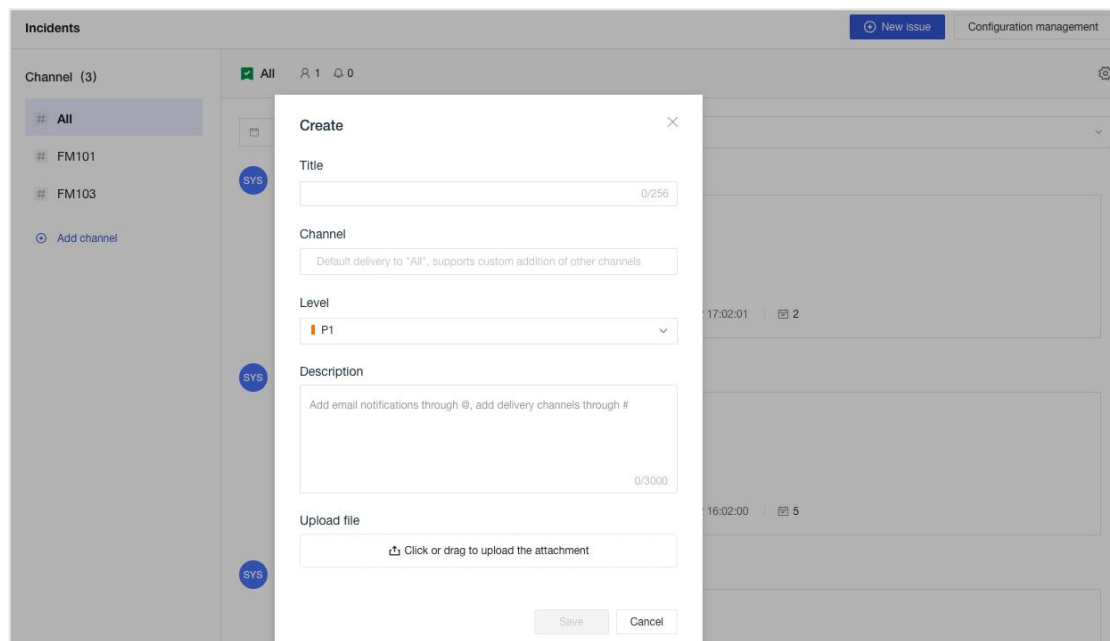 Incidents
New issue
Configuration management
Channel (3)
All
1
0
# All
# FM101
# FM103
Add channel
SYS
SYS
SYS
Create
Title
0/256
Channel
Default delivery to "All", supports custom addition of other channels
Level
P1
Description
Add email notifications through @, add delivery channels through #
0/3000
Upload file
Click or drag to upload the attachment
Save
Cancel
17:02:01
2
16:02:00
5